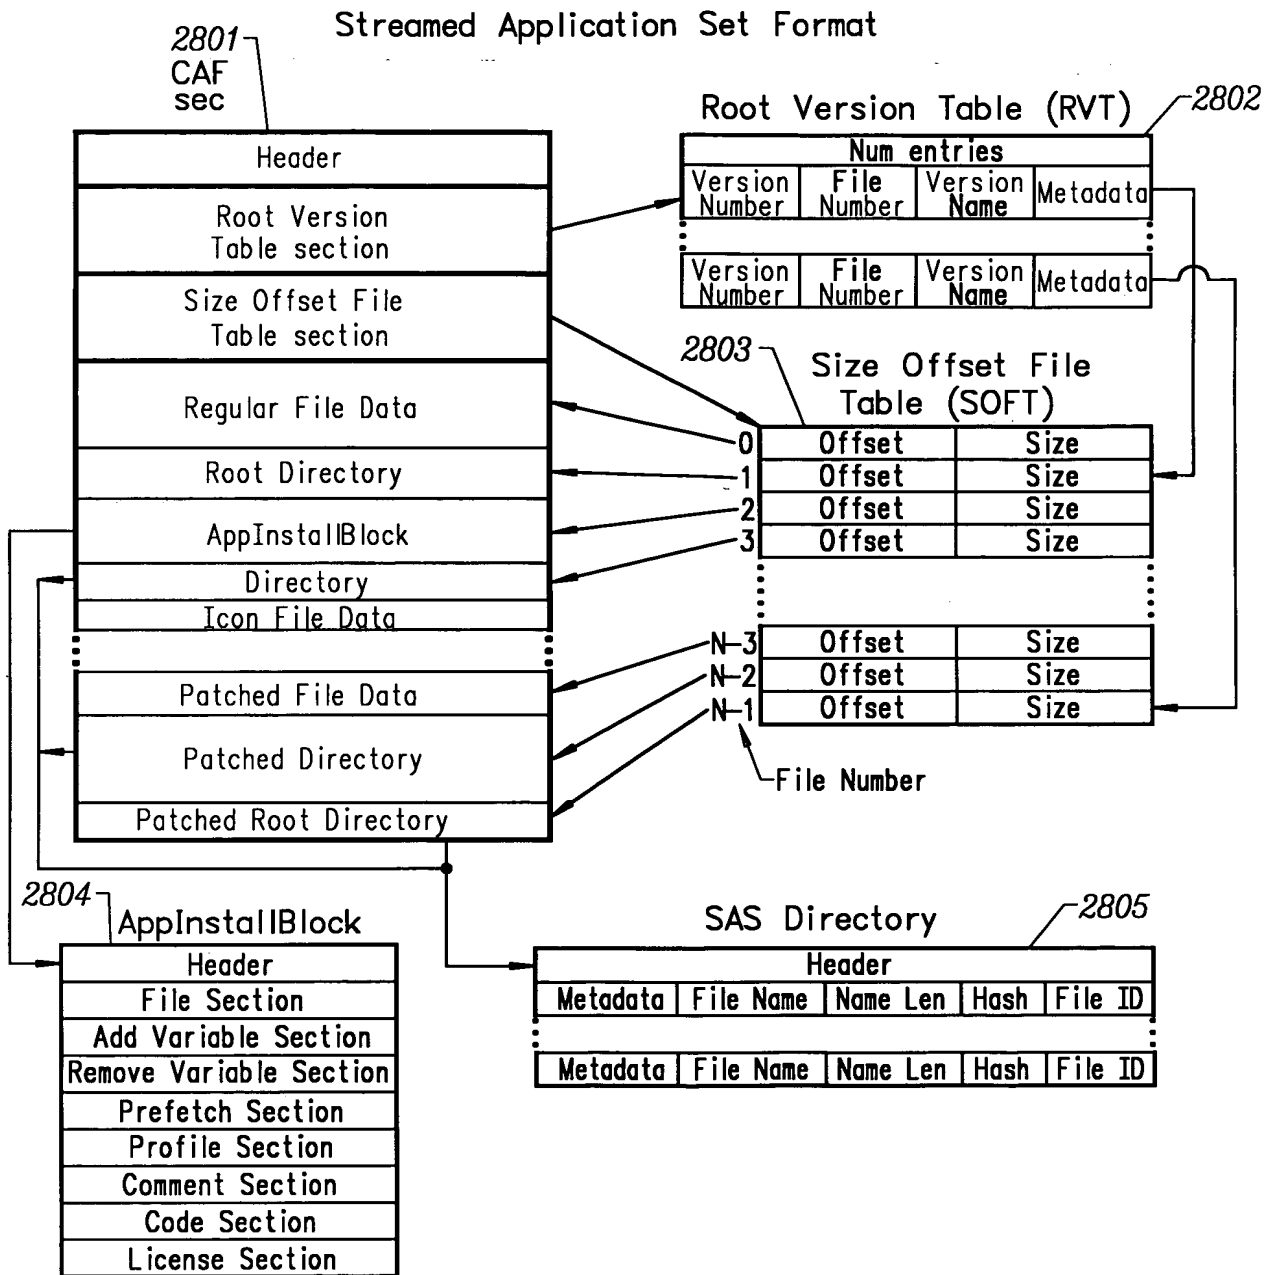 Streamed Application Set Format
2801
CAF
sec
Header
Root Version
Table section
Size Offset File
Table section
Regular File Data
Root Directory
AppInstallBlock
Directory
Icon File Data
Patched File Data
Patched Directory
Patched Root Directory
Root Version Table (RVT)
2802
Num entries
Version Number File Number Version Name Metadata
Version Number File Number Version Name Metadata
2803
Size Offset File
Table (SOFT)
0 Offset Size
1 Offset Size
2 Offset Size
3 Offset Size
N-3 Offset Size
N-2 Offset Size
N-1 Offset Size
File Number
2804
AppInstallBlock
Header
File Section
Add Variable Section
Remove Variable Section
Prefetch Section
Profile Section
Comment Section
Code Section
License Section
SAS Directory
2805
Header
Metadata File Name Name Len Hash File ID
Metadata File Name Name Len Hash File ID